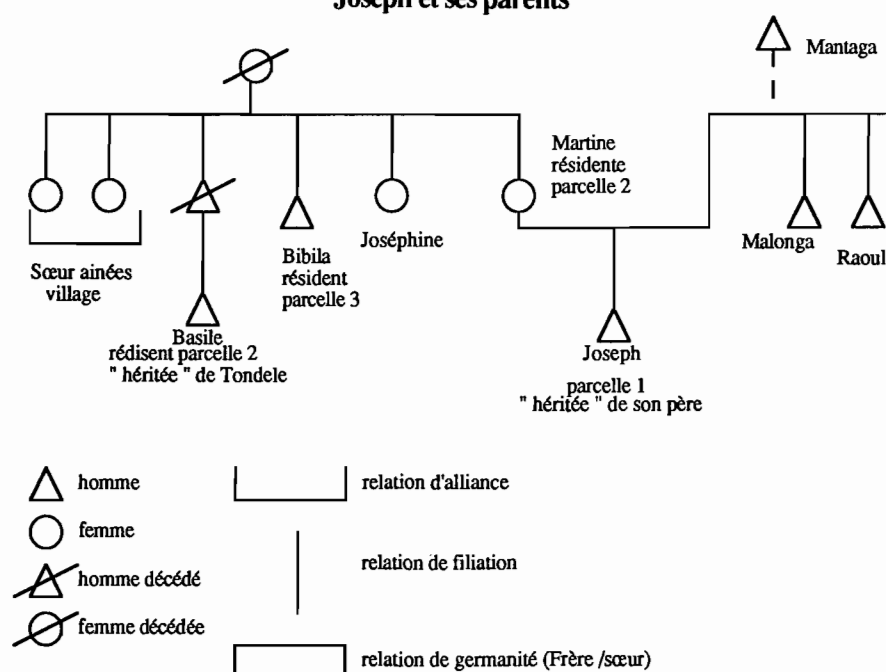 Joseph et ses parents
Mantaga
Martine
résidente
parcelle 2
Sœur ainées
village
Bibila
résident
parcelle 3
Joséphine
Malonga
Raoul
Basile
rédisent parcelle 2
" héritée " de Tondele
Joseph
parcelle 1
" héritée " de son père
homme
relation d'alliance
femme
relation de filiation
homme décédé
femme décédée
relation de germanité (Frère /sœur)